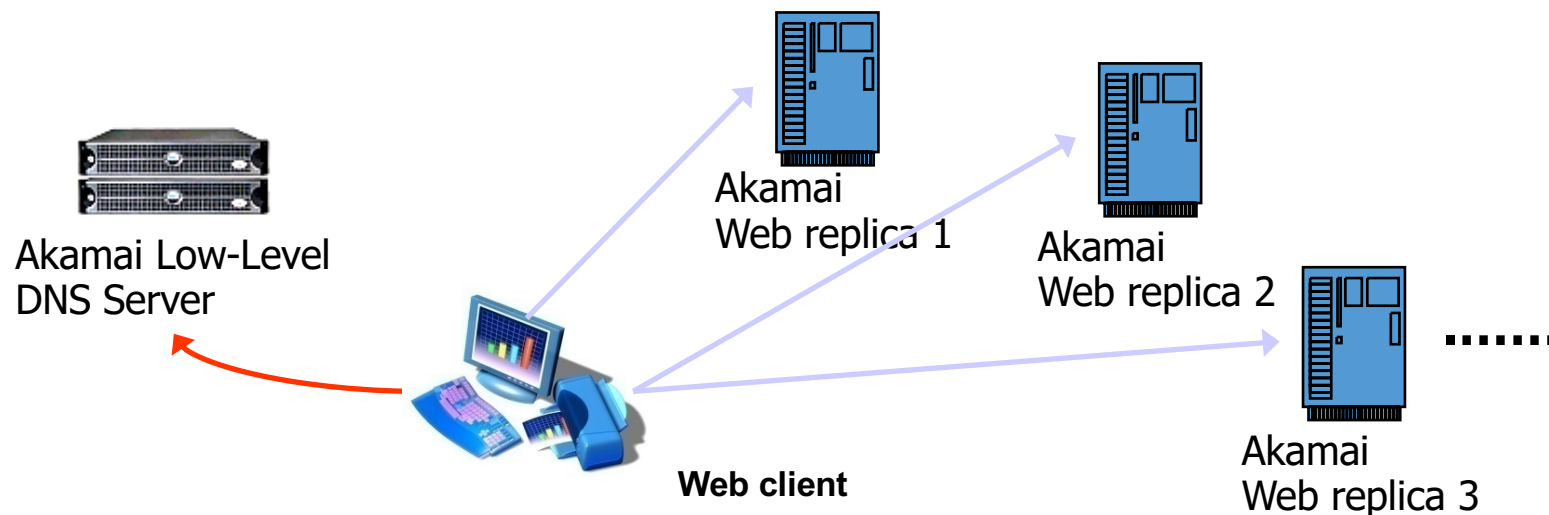 Akamai Low-Level
DNS Server
Akamai
Web replica 1
Akamai
Web replica 2
Akamai
Web replica 3
Web client